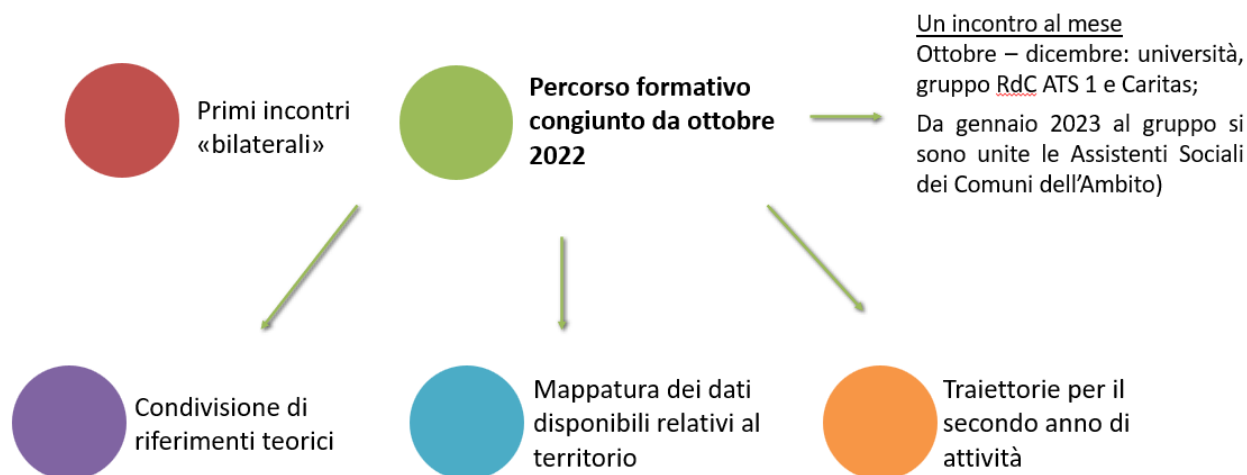 Primi incontri
«bilaterali»
Percorso formativo
congiunto da ottobre
2022
Un incontro al mese
Ottobre – dicembre: università,
gruppo RdC ATS 1 e Caritas;
Da gennaio 2023 al gruppo si
sono unite le Assistenti Sociali
dei Comuni dell'Ambito)
Condivisione di
riferimenti teorici
Mappatura dei dati
disponibili relativi al
territorio
Traiettorie per il
secondo anno di
attività